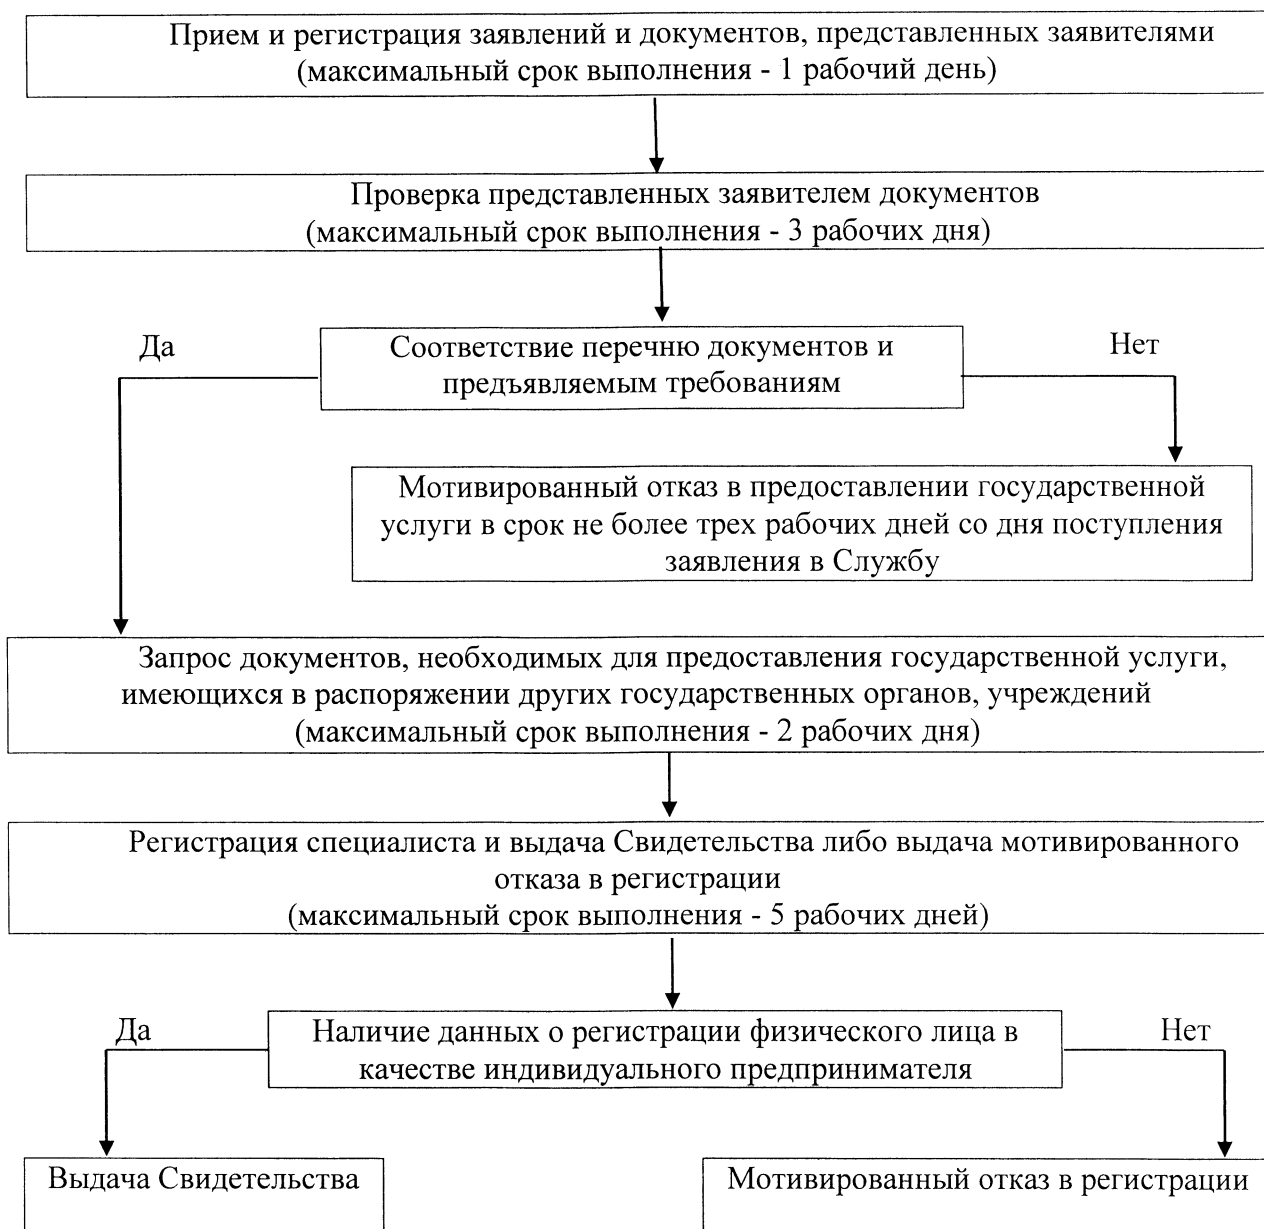 Прием и регистрация заявлений и документов, представленных заявителями
(максимальный срок выполнения - 1 рабочий день)
Проверка представленных заявителем документов
(максимальный срок выполнения - 3 рабочих дня)
Да
Соответствие перечню документов и
предъявляемым требованиям
Нет
Мотивированный отказ в предоставлении государственной
услуги в срок не более трех рабочих дней со дня поступления
заявления в Службу
Запрос документов, необходимых для предоставления государственной услуги,
имеющихся в распоряжении других государственных органов, учреждений
(максимальный срок выполнения - 2 рабочих дня)
Регистрация специалиста и выдача Свидетельства либо выдача мотивированного
отказа в регистрации
(максимальный срок выполнения - 5 рабочих дней)
Да
Наличие данных о регистрации физического лица в
качестве индивидуального предпринимателя
Нет
Выдача Свидетельства
Мотивированный отказ в регистрации